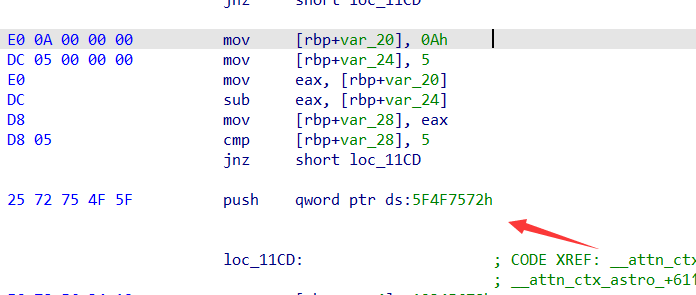 jnz short loc_11CD
E0 0A 00 00 00 mov [rbp+var_20], 0Ah
DC 05 00 00 00 mov [rbp+var_24], 5
E0 mov eax, [rbp+var_20]
DC sub eax, [rbp+var_24]
D8 mov [rbp+var_28], eax
D8 05 cmp [rbp+var_28], 5
jnz short loc_11CD
25 72 75 4F 5F push qword ptr ds:5F4F7572h
loc_11CD: ; CODE XREF: __attn_ctx
; __attn_ctx_astro_+611